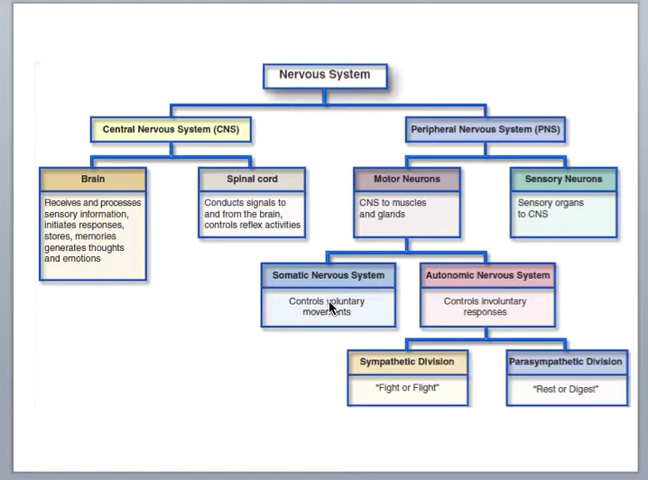 Nervous System
Central Nervous System (CNS)
Peripheral Nervous System (PNS)
Brain
Receives and processes
sensory information,
initiates responses,
stores, memories
generates thoughts
and emotions
Spinal cord
Conducts signals to
and from the brain,
controls reflex activities
Motor Neurons
CNS to muscles
and glands
Sensory Neurons
Sensory organs
to CNS
Somatic Nervous System
Controls voluntary
movements
Autonomic Nervous System
Controls involuntary
responses
Sympathetic Division
"Fight or Flight"
Parasympathetic Division
"Rest or Digest"